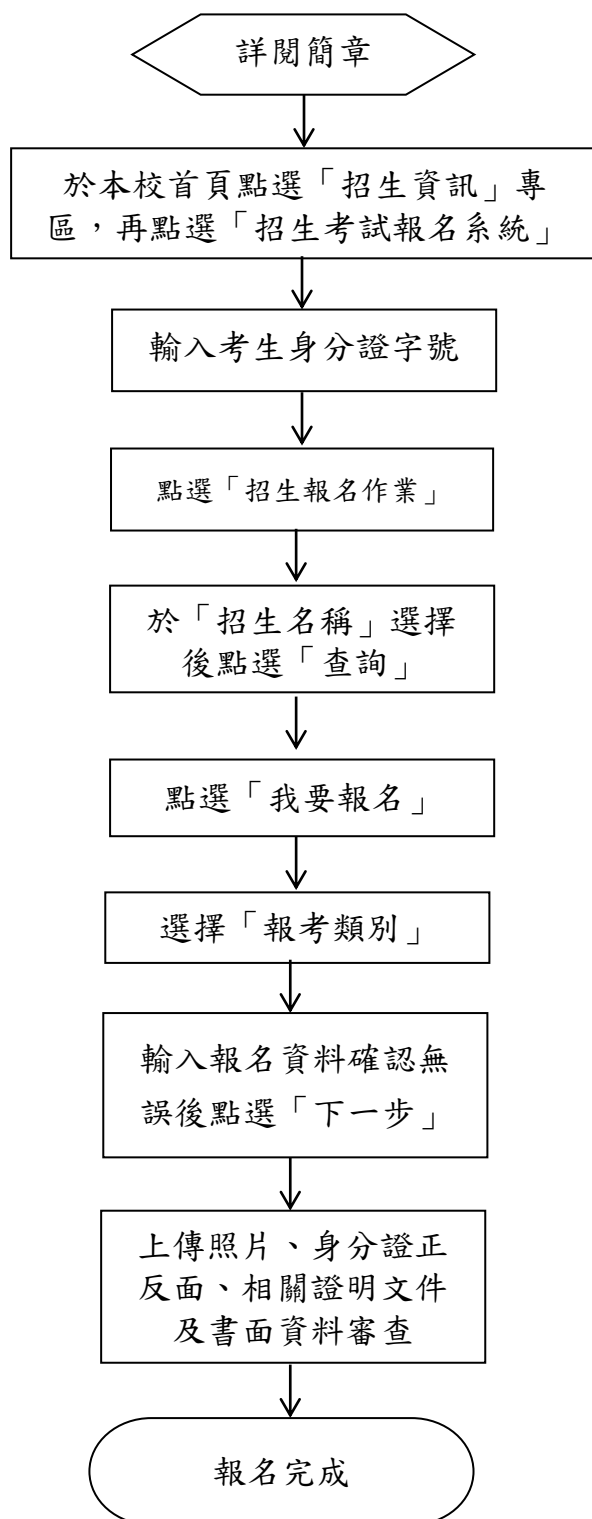 詳閱簡章
於本校首頁點選「招生資訊」專
區，再點選「招生考試報名系統」
輸入考生身分證字號
點選「招生報名作業」
於「招生名稱」選擇
後點選「查詢」
點選「我要報名」
選擇「報考類別」
輸入報名資料確認無
誤後點選「下一步」
上傳照片、身分證正
反面、相關證明文件
及書面資料審查
報名完成